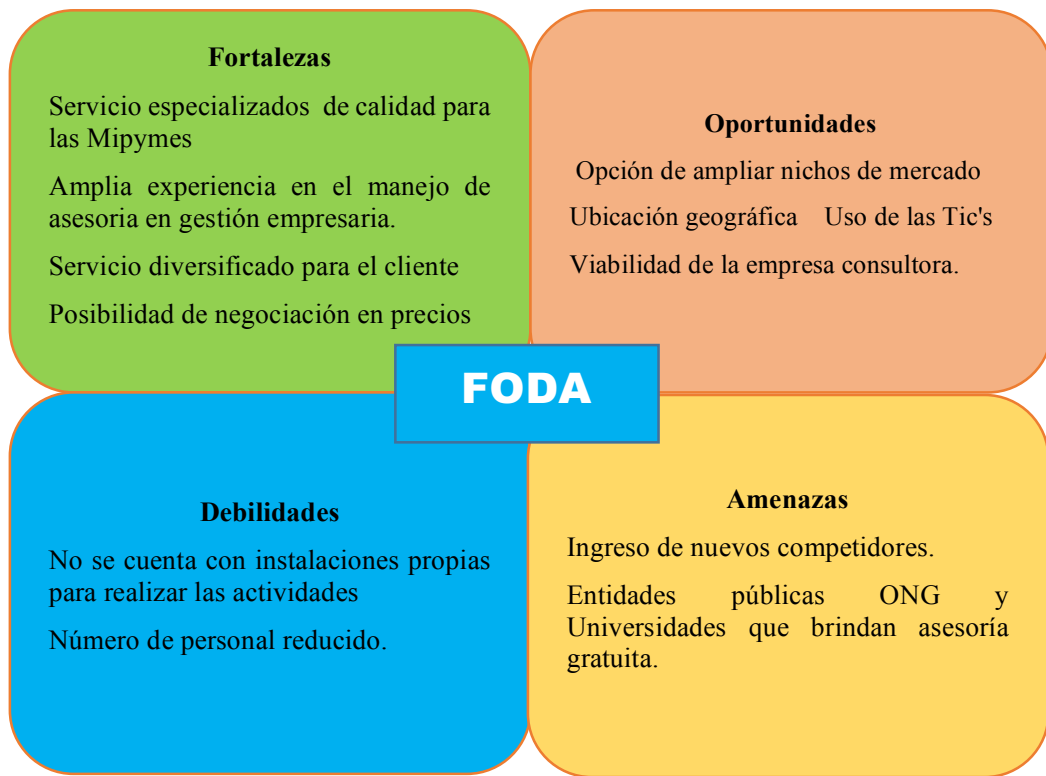 Fortalezas
Servicio especializados de calidad para
las Mipymes
Amplia experiencia en el manejo de
asesoria en gestión empresaria.
Servicio diversificado para el cliente
Posibilidad de negociación en precios
Oportunidades
Opción de ampliar nichos de mercado
Ubicación geográfica Uso de las Tic's
Viabilidad de la empresa consultora.
FODA
Debilidades
No se cuenta con instalaciones propias
para realizar las actividades
Número de personal reducido.
Amenazas
Ingreso de nuevos competidores.
Entidades públicas ONG y
Universidades que brindan asesoría
gratuita.